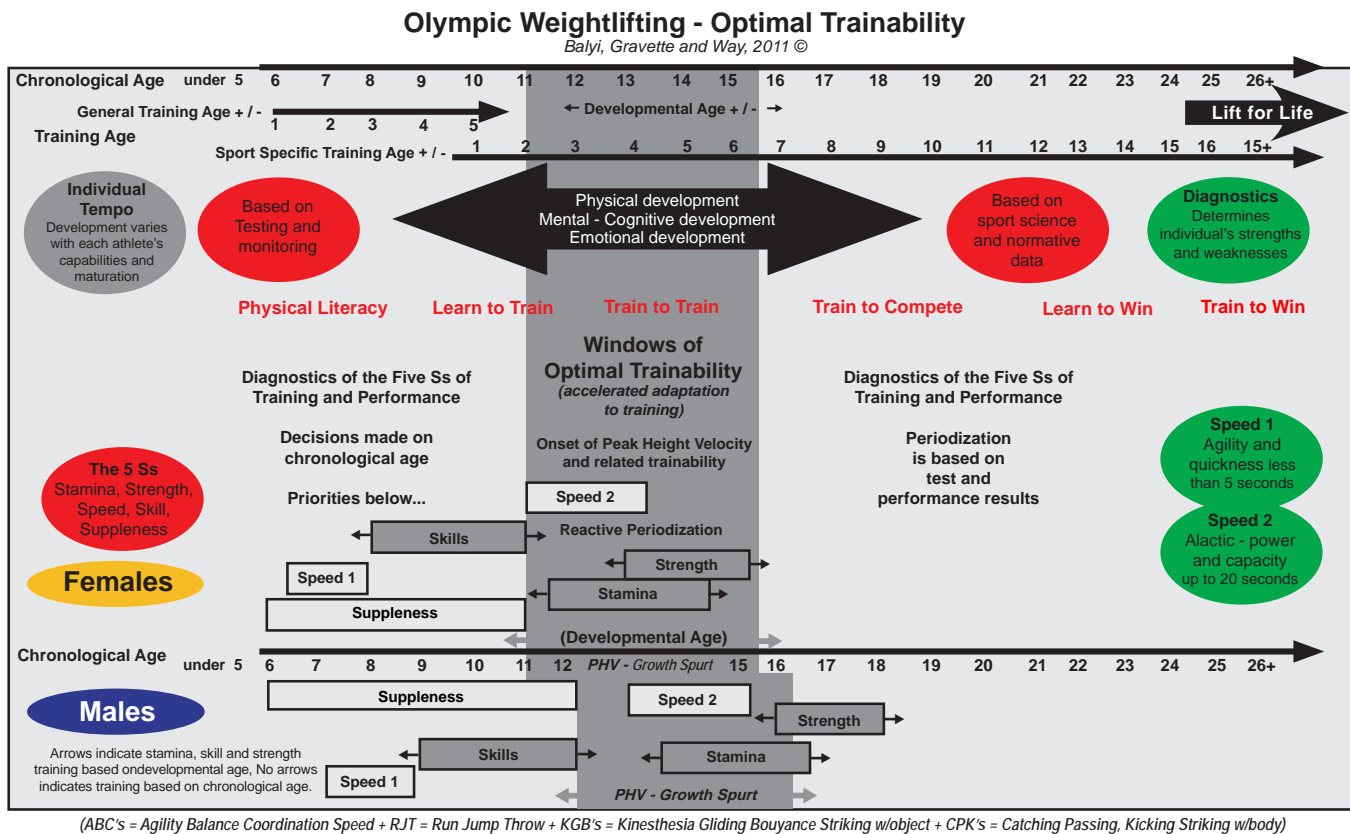 Olympic Weightlifting - Optimal Trainability
Balyi, Gravette and Way, 2011 ©
Chronological Age under 5 6 7 8 9 10 11 12 13 14 15 16 17 18 19 20 21 22 23 24 25 26+
General Training Age + / -
1 2 3 4 5
Developmental Age + / -
Lift for Life
Training Age
Sport Specific Training Age + / -
1 2 3 4 5 6 7 8 9 10 11 12 13 14 15 16 15+
Individual
Tempo
Development varies
with each athlete's
capabilities and
maturation
Based on
Testing and
monitoring
Physical development
Mental - Cognitive development
Emotional development
Based on
sport science
and normative
data
Diagnostics
Determines
individual's strengths
and weaknesses
Physical Literacy
Learn to Train
Train to Train
Train to Compete
Learn to Win
Train to Win
Windows of
Optimal Trainability
(accelerated adaptation
to training)
Diagnostics of the Five Ss of
Training and Performance
Decisions made on
chronological age
Priorities below...
Onset of Peak Height Velocity
and related trainability
Diagnostics of the Five Ss of
Training and Performance
Periodization
is based on
test and
performance results
The 5 Ss
Stamina, Strength,
Speed, Skill,
Suppleness
Speed 1
Agility and
quickness less
than 5 seconds
Speed 2
Alactic - power
and capacity
up to 20 seconds
Speed 2
Skills
Reactive Periodization
Strength
Females
Speed 1
Stamina
Suppleness
(Developmental Age)
Chronological Age under 5 6 7 8 9 10 11 12 PHV - Growth Spurt 15 16 17 18 19 20 21 22 23 24 25 26+
Suppleness
Speed 2
Males
Strength
Skills
Stamina
Speed 1
Arrows indicate stamina, skill and strength
training based ondevelopmental age, No arrows
indicates training based on chronological age.
PHV - Growth Spurt
(ABC's = Agility Balance Coordination Speed + RJT = Run Jump Throw + KGB's = Kinesthesia Gliding Bouyance Striking w/object + CPK's = Catching Passing, Kicking Striking w/body)